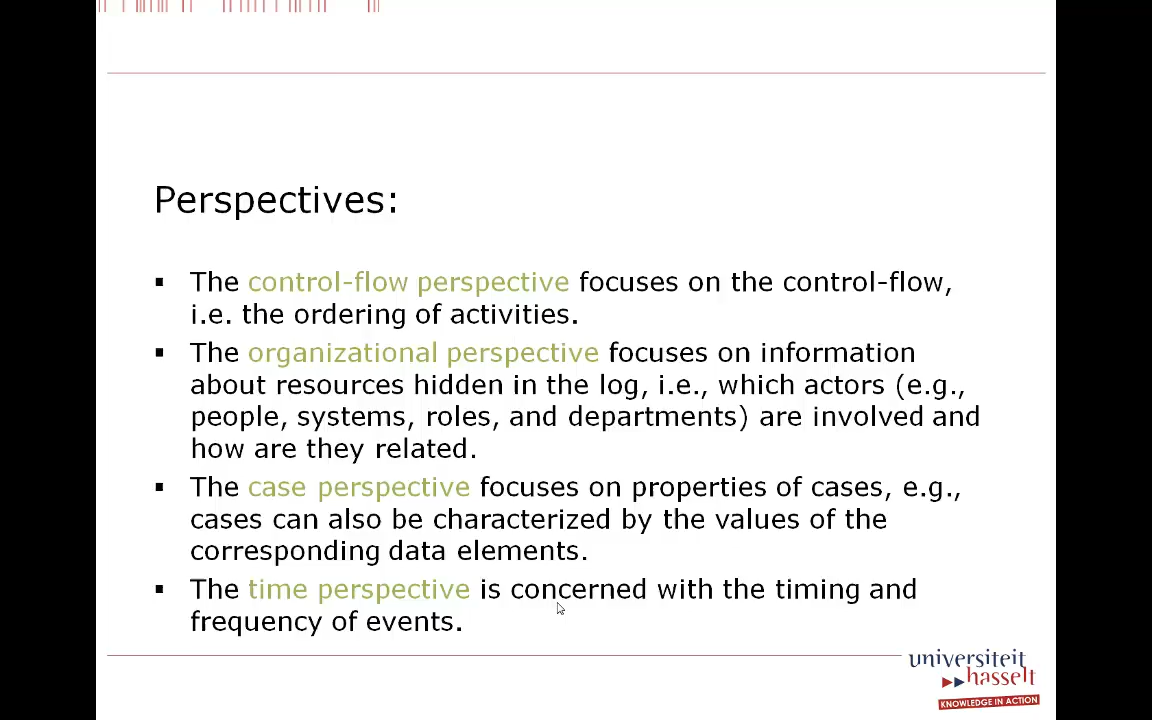 Perspectives:
▪ The control-flow perspective focuses on the control-flow,
i.e. the ordering of activities.
▪ The organizational perspective focuses on information
about resources hidden in the log, i.e., which actors (e.g.,
people, systems, roles, and departments) are involved and
how are they related.
▪ The case perspective focuses on properties of cases, e.g.,
cases can also be characterized by the values of the
corresponding data elements.
▪ The time perspective is concerned with the timing and
frequency of events.
universiteit
hasselt
KNOWLEDGE IN ACTION